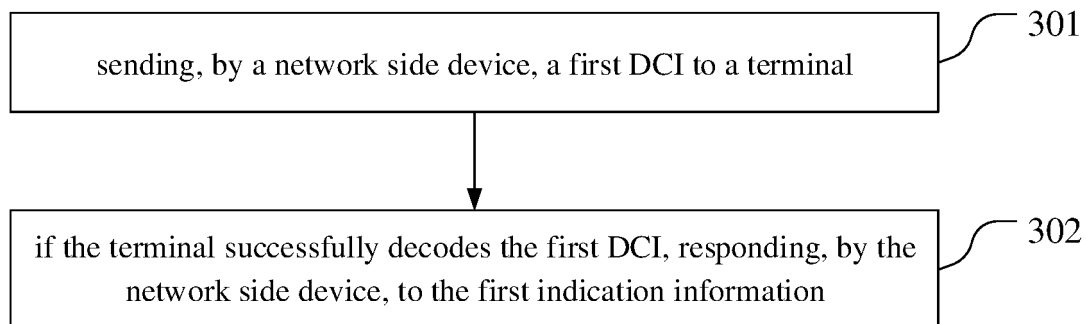 301
sending, by a network side device, a first DCI to a terminal
302
if the terminal successfully decodes the first DCI, responding, by the
network side device, to the first indication information